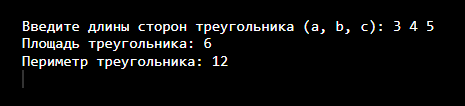 Введите длины сторон треугольника (a, b, c): 3 4 5
Площадь треугольника: 6
Периметр треугольника: 12